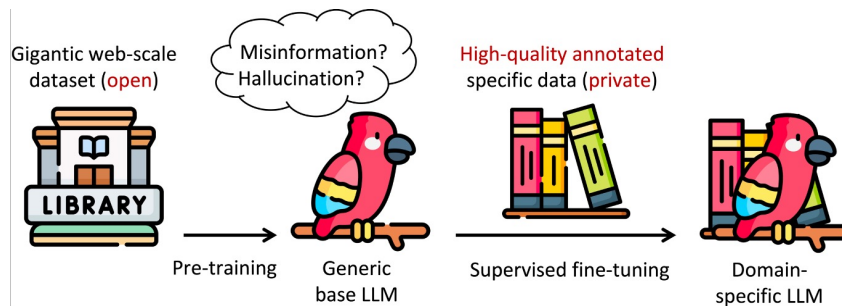 Gigantic web-scale
dataset (open)
Misinformation?
Hallucination?
High-quality annotated
specific data (private)
LIBRARY
Pre-training
Generic
base LLM
Supervised fine-tuning
Domain-
specific LLM